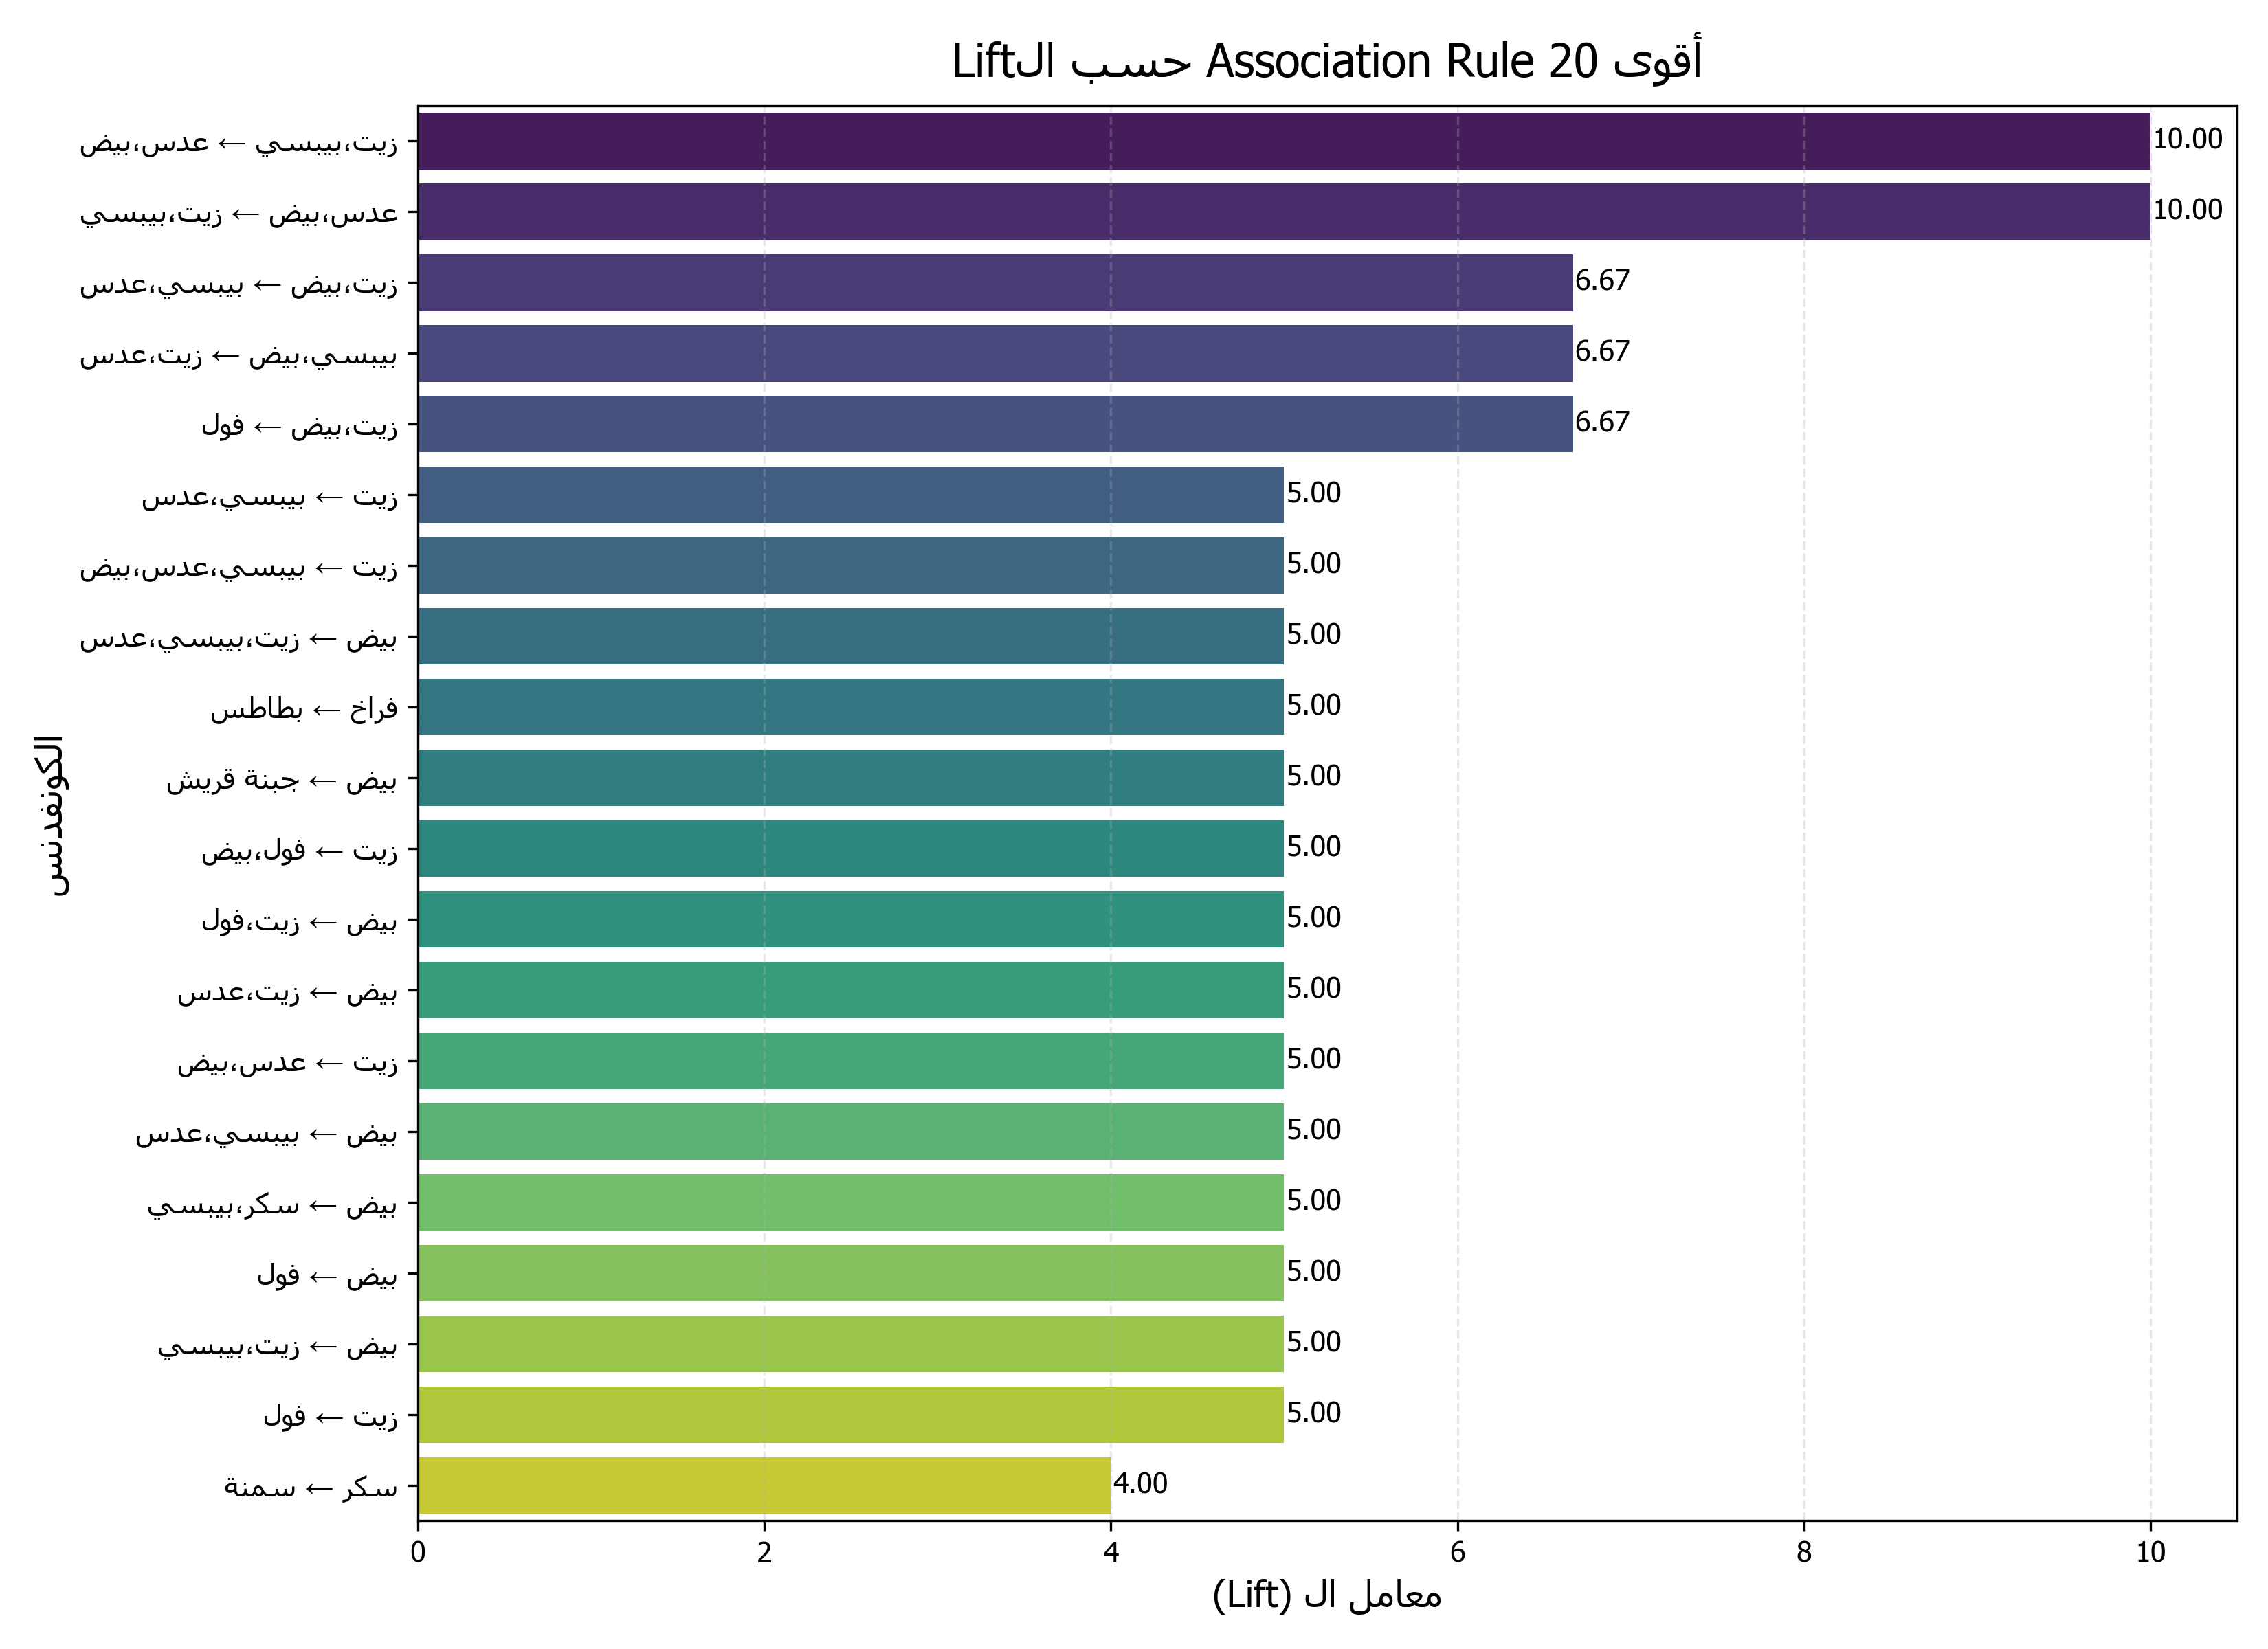 أقوى 20 Association Rule حسب الLift
زيت،بيبسي ← عدس،بيض
10.00
عدس،بيض ← زيت،بيبسي
10.00
زيت،بيض ← بيبسي،عدس
6.67
بيبسي،بيض ← زيت،عدس
6.67
زيت،بيض ← فول
6.67
زيت ← بيبسي،عدس
5.00
زيت ← بيبسي،عدس،بيض
5.00
بيض ← زيت،بيبسي،عدس
5.00
فراخ ← بطاطس
5.00
بيض ← جبنة قريش
5.00
زيت ← فول،بيض
5.00
بيض ← زيت،فول
5.00
بيض ← زيت،عدس
5.00
زيت ← عدس،بيض
5.00
بيض ← بيبسي،عدس
5.00
بيض ← سكر،بيبسي
5.00
بيض ← فول
5.00
بيض ← زيت،بيبسي
5.00
زيت ← فول
5.00
سكر ← سمنة
4.00
الكونفدنس
0 2 4 6 8 10
معامل ال (Lift)